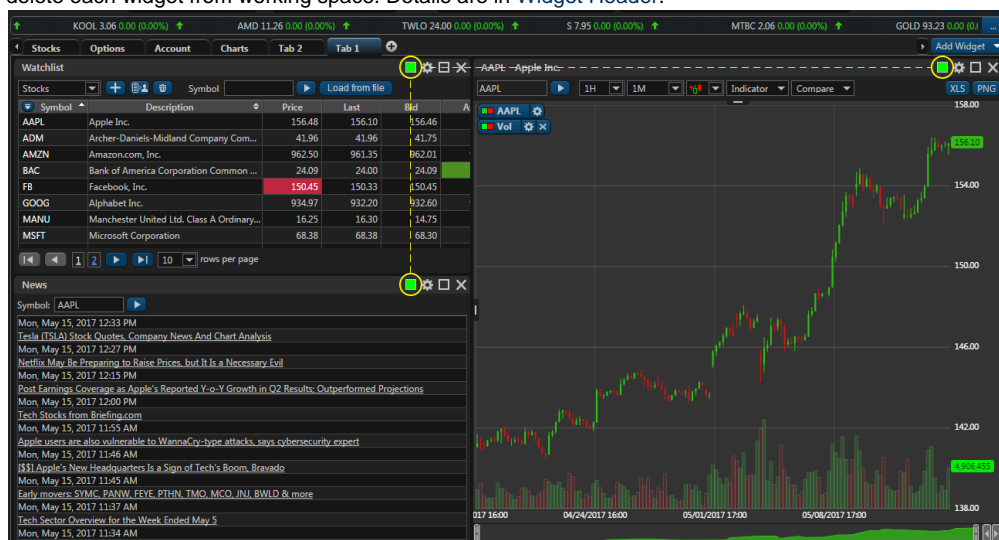 delete each widget from working space. Details are in Widget Header.
KOOL 3.06 0.00 (0.00%) AMD 11.26 0.00 (0.00%) TWLO 24.00 0.00 (0.00%) S 7.95 0.00 (0.00%) MTBC 2.06 0.00 (0.00%) GOLD 93.23 0.00 (0.0 ...
Stocks Options Account Charts Tab 2 Tab 1 Add Widget
Watchlist
Stocks Symbol Load from file
Symbol Description Price Last Bid A
AAPL Apple Inc. 156.48 156.10 156.46
ADM Archer-Daniels-Midland Company Com... 41.96 41.96 41.75
AMZN Amazon.com, Inc. 962.50 961.35 962.01
BAC Bank of America Corporation Common ... 24.09 24.00 24.09
FB Facebook, Inc. 150.45 150.33 150.45
GOOG Alphabet Inc. 934.97 932.20 932.60
MANU Manchester United Ltd. Class A Ordinary... 16.25 16.30 14.75
MSFT Microsoft Corporation 68.38 68.38 68.30
1 2 10 rows per page
News
Symbol: AAPL
Mon, May 15, 2017 12:33 PM
Tesla (TSLA) Stock Quotes, Company News And Chart Analysis
Mon, May 15, 2017 12:27 PM
Netflix May Be Preparing to Raise Prices, but It Is a Necessary Evil
Mon, May 15, 2017 12:15 PM
Post Earnings Coverage as Apple's Reported Y-o-Y Growth in Q2 Results; Outperformed Projections
Mon, May 15, 2017 12:00 PM
Tech Stocks from Briefing.com
Mon, May 15, 2017 11:55 AM
Apple users are also vulnerable to WannaCry-type attacks, says cybersecurity expert
Mon, May 15, 2017 11:46 AM
[$$] Apple's New Headquarters Is a Sign of Tech's Boom, Bravado
Mon, May 15, 2017 11:45 AM
Early movers: SYMC, PANW, FEYE, PTHN, TMO, MCO, JNJ, BWLD & more
Mon, May 15, 2017 11:37 AM
Tech Sector Overview for the Week Ended May 5
Mon, May 15, 2017 11:34 AM
AAPL - Apple Inc.
AAPL 1H 1M Indicator Compare XLS PNG
AAPL
Vol
158.00
156.10
154.00
150.00
146.00
142.00
4,906,455
138.00
017 16:00 04/24/2017 16:00 05/01/2017 17:00 05/08/2017 17:00